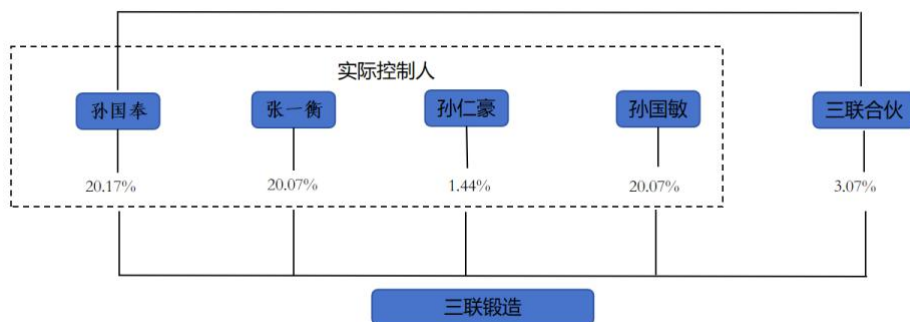 实际控制人
孙国奉 张一衡 孙仁豪 孙国敏 三联合伙
20.17% 20.07% 1.44% 20.07% 3.07%
三联锻造